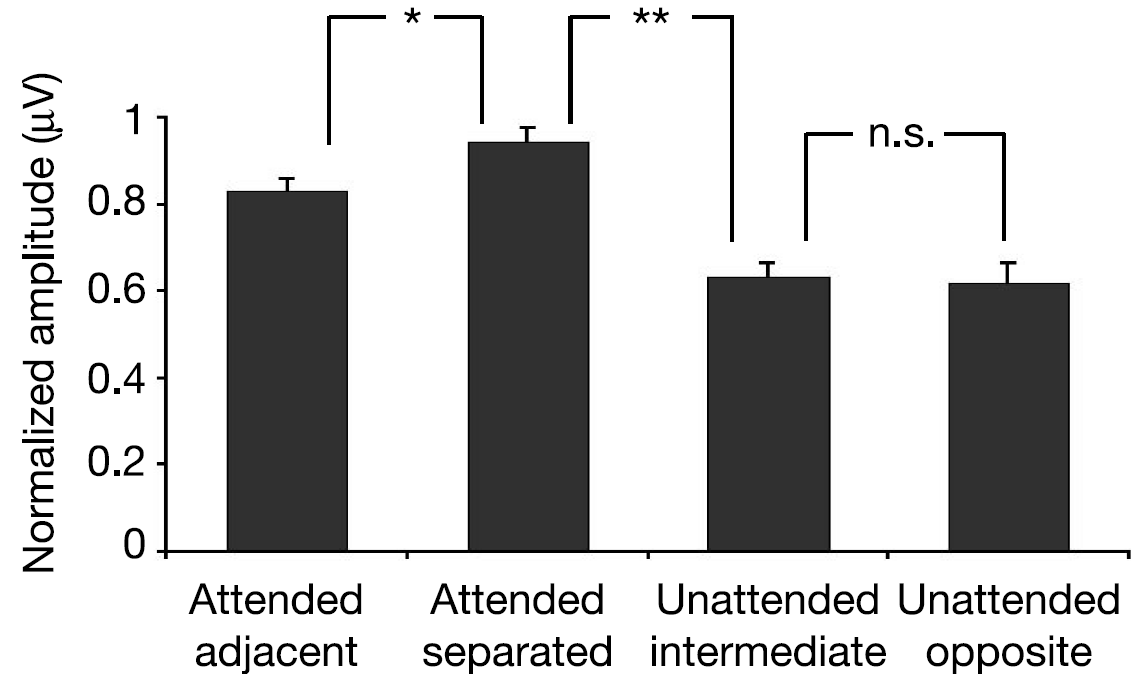 * **
Normalized amplitude (μV)
1
n.s.
0.8
0.6
0.4
0.2
0
Attended adjacent
Attended separated
Unattended intermediate
Unattended opposite